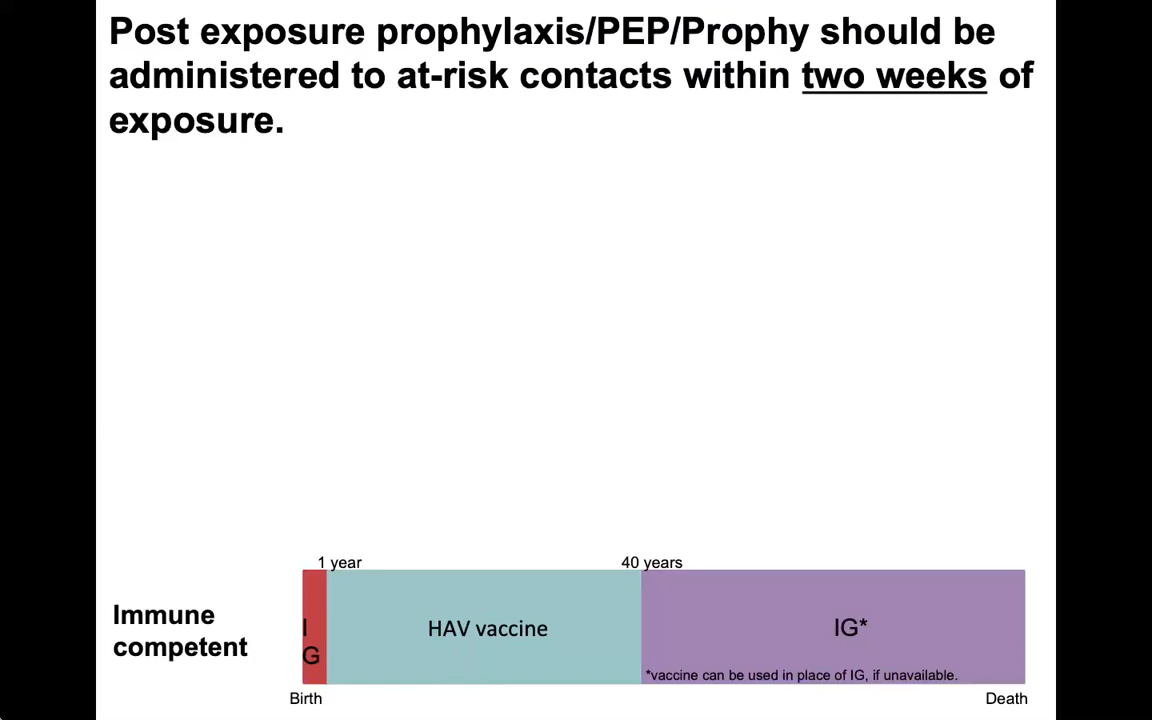 Post exposure prophylaxis/PEP/Prophy should be
administered to at-risk contacts within two weeks of
exposure.
1 year
40 years
Immune
competent
I
G
HAV vaccine
IG*
*vaccine can be used in place of IG, if unavailable.
Birth
Death